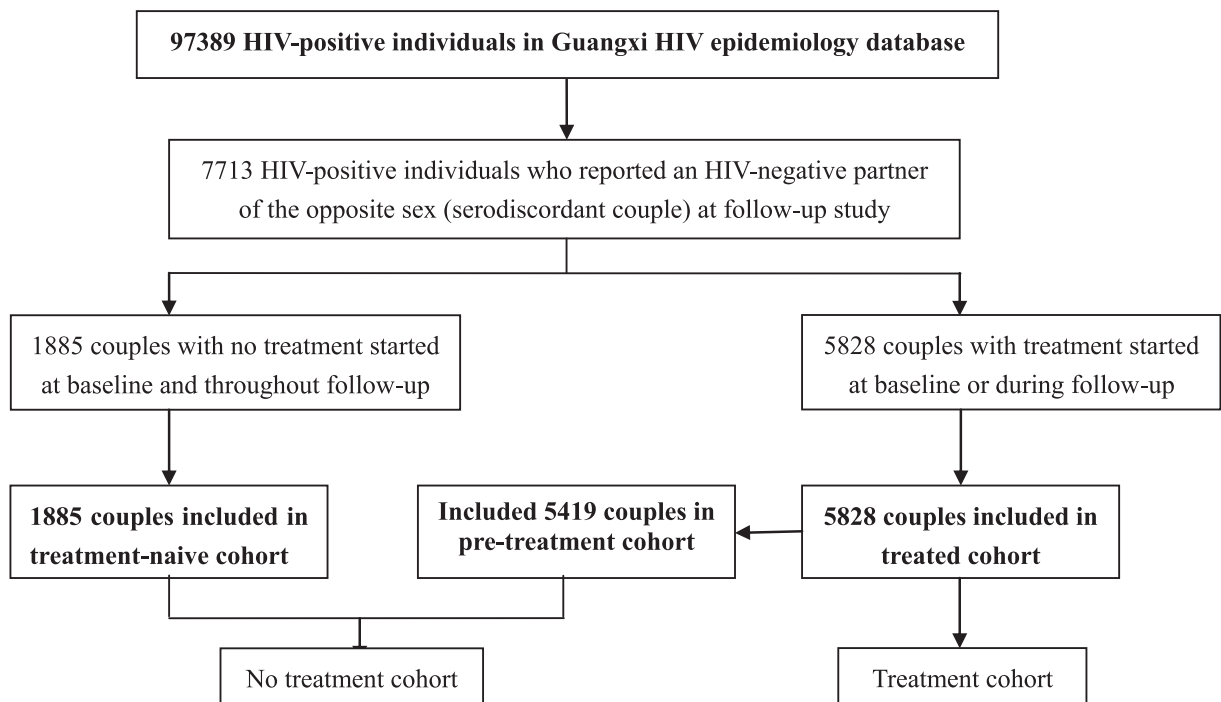 97389 HIV-positive individuals in Guangxi HIV epidemiology database
7713 HIV-positive individuals who reported an HIV-negative partner
of the opposite sex (serodiscordant couple) at follow-up study
1885 couples with no treatment started
at baseline and throughout follow-up
5828 couples with treatment started
at baseline or during follow-up
1885 couples included in
treatment-naive cohort
Included 5419 couples in
pre-treatment cohort
5828 couples included in
treated cohort
No treatment cohort
Treatment cohort